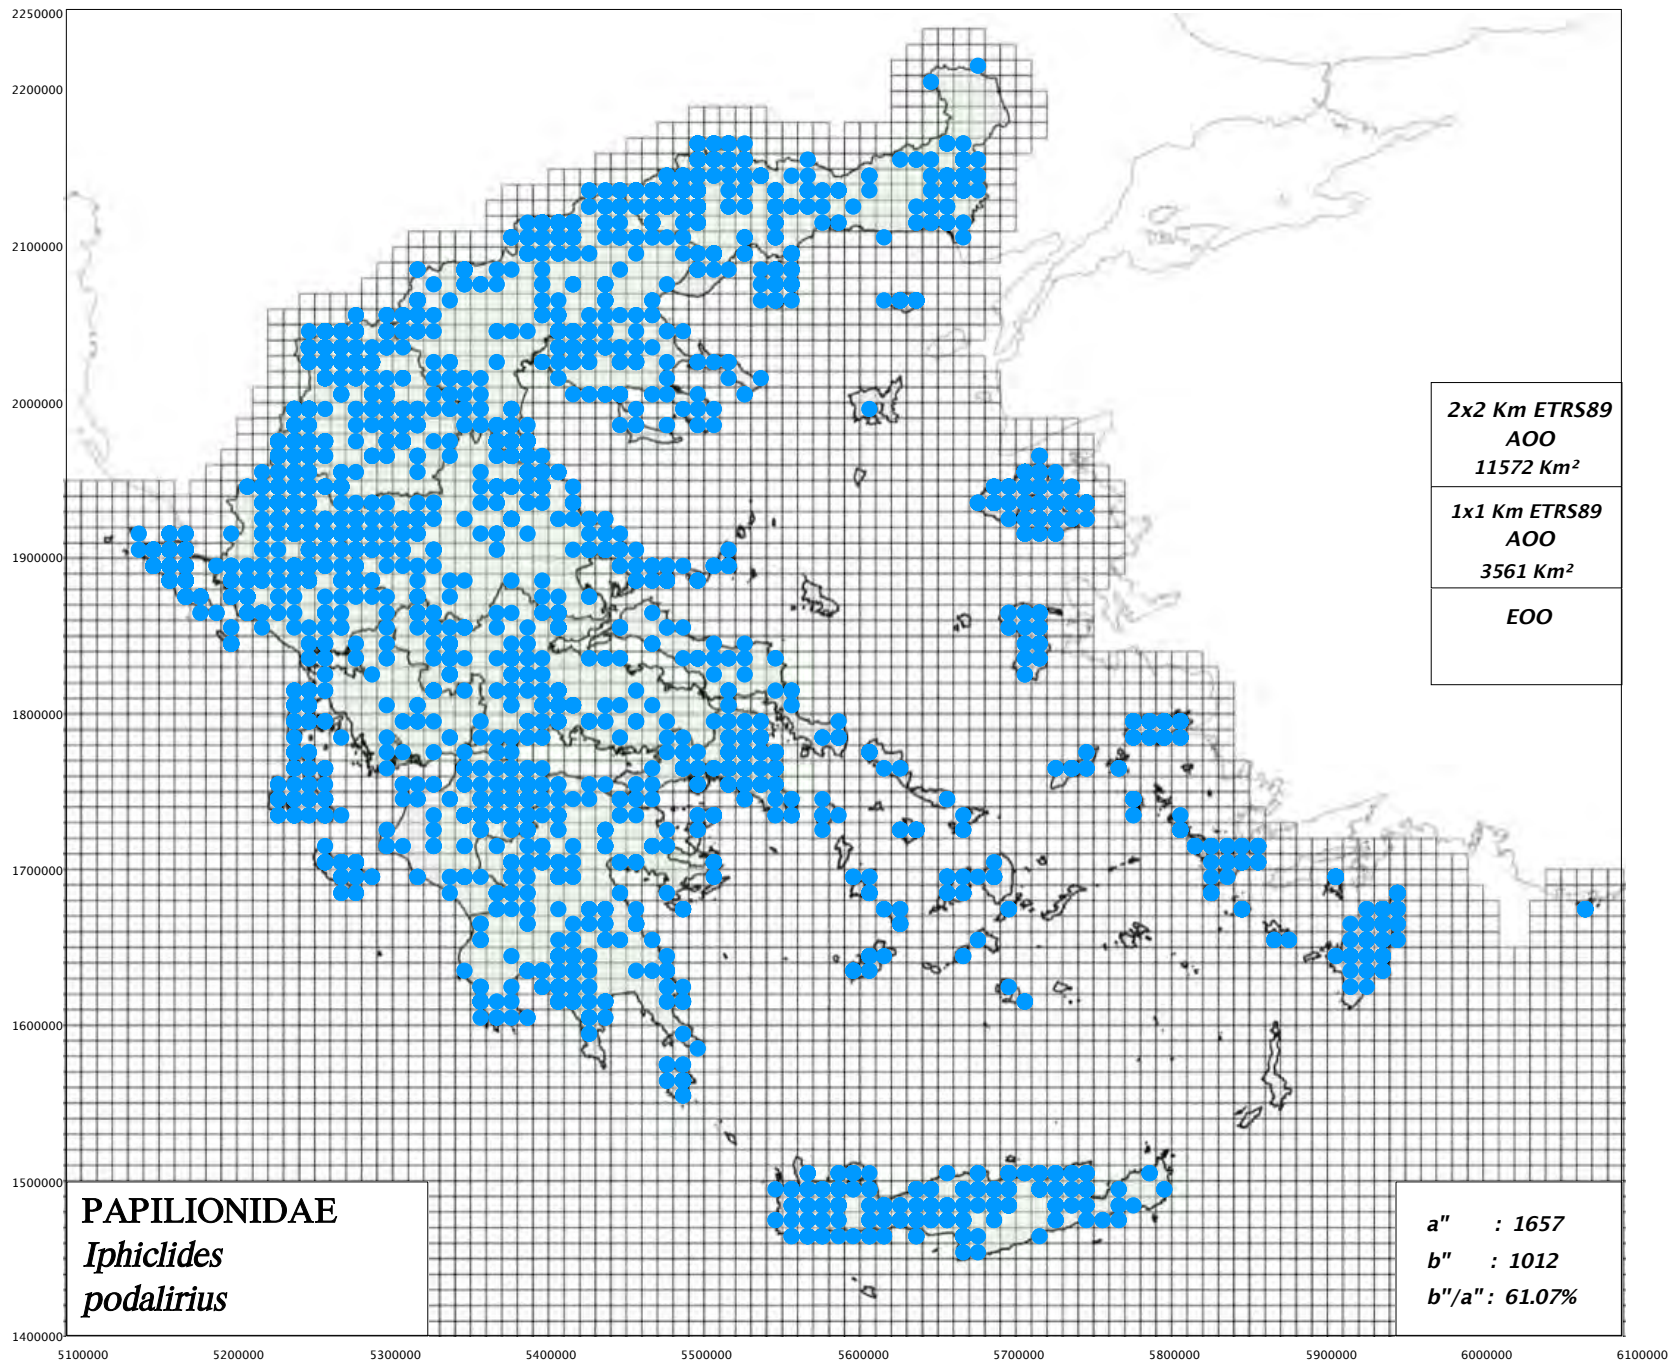 2250000
2200000
2100000
2000000
1900000
1800000
1700000
1600000
1500000
1400000
2x2 Km ETRS89
AOO
11572 Km²
1x1 Km ETRS89
AOO
3561 Km²
EOO
PAPILIONIDAE
Iphiclides
podalirius
a" : 1657
b" : 1012
b"/a" : 61.07%
5100000 5200000 5300000 5400000 5500000 5600000 5700000 5800000 5900000 6000000 6100000